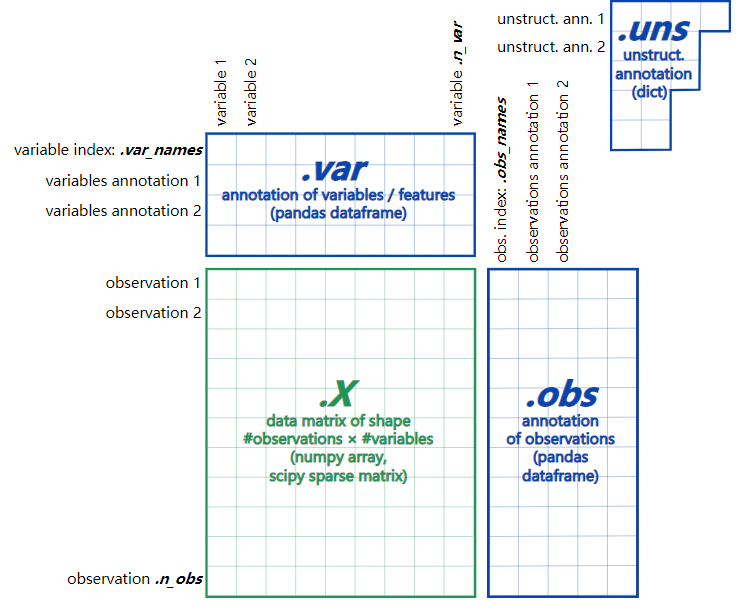 unstruct. ann. 1
unstruct. ann. 2
.uns
unstruct.
annotation
(dict)
variable 1
variable 2
variable .n_var
obs. index: .obs_names
observations annotation 1
observations annotation 2
variable index: .var_names
variables annotation 1
variables annotation 2
.var
annotation of variables / features
(pandas dataframe)
observation 1
observation 2
.X
data matrix of shape
#observations × #variables
(numpy array,
scipy sparse matrix)
.obs
annotation
of observations
(pandas
dataframe)
observation .n_obs